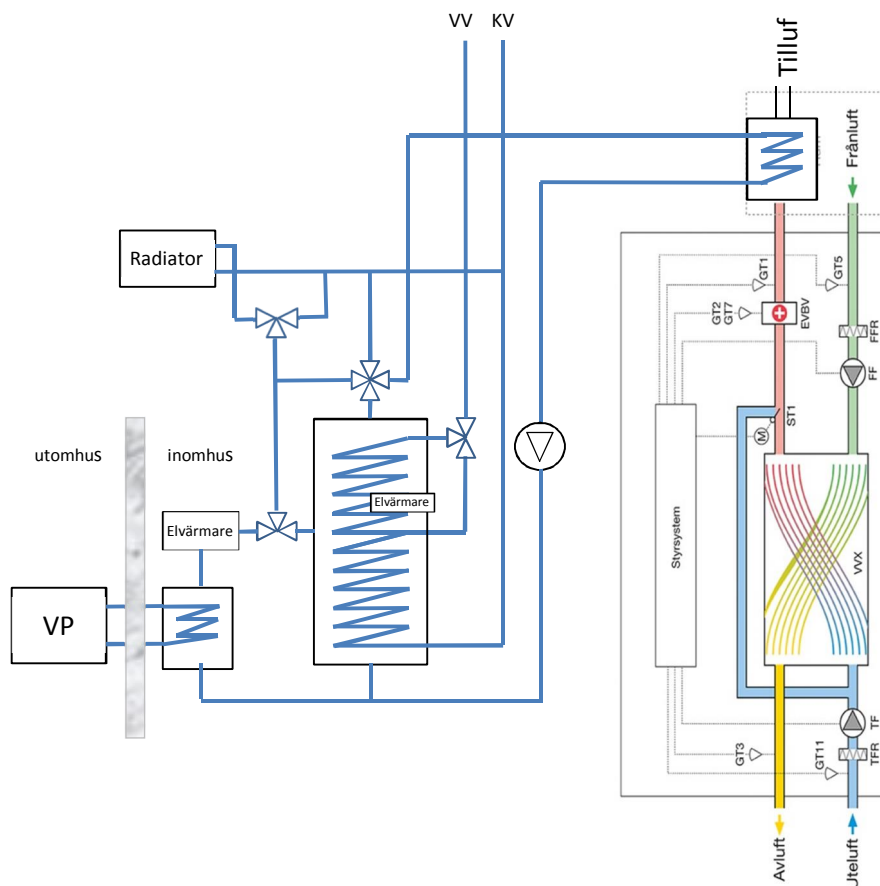 VV
KV
Tilluf
Frånluft
Radiator
GT1
GT5
GT2
GT7
EVBV
FFR
FF
ST1
M
utomhus
inomhus
Elvärmare
Elvärmare
Styrsystem
VVX
VP
TF
GT3
GT11
TFR
Avluft
Uteluft